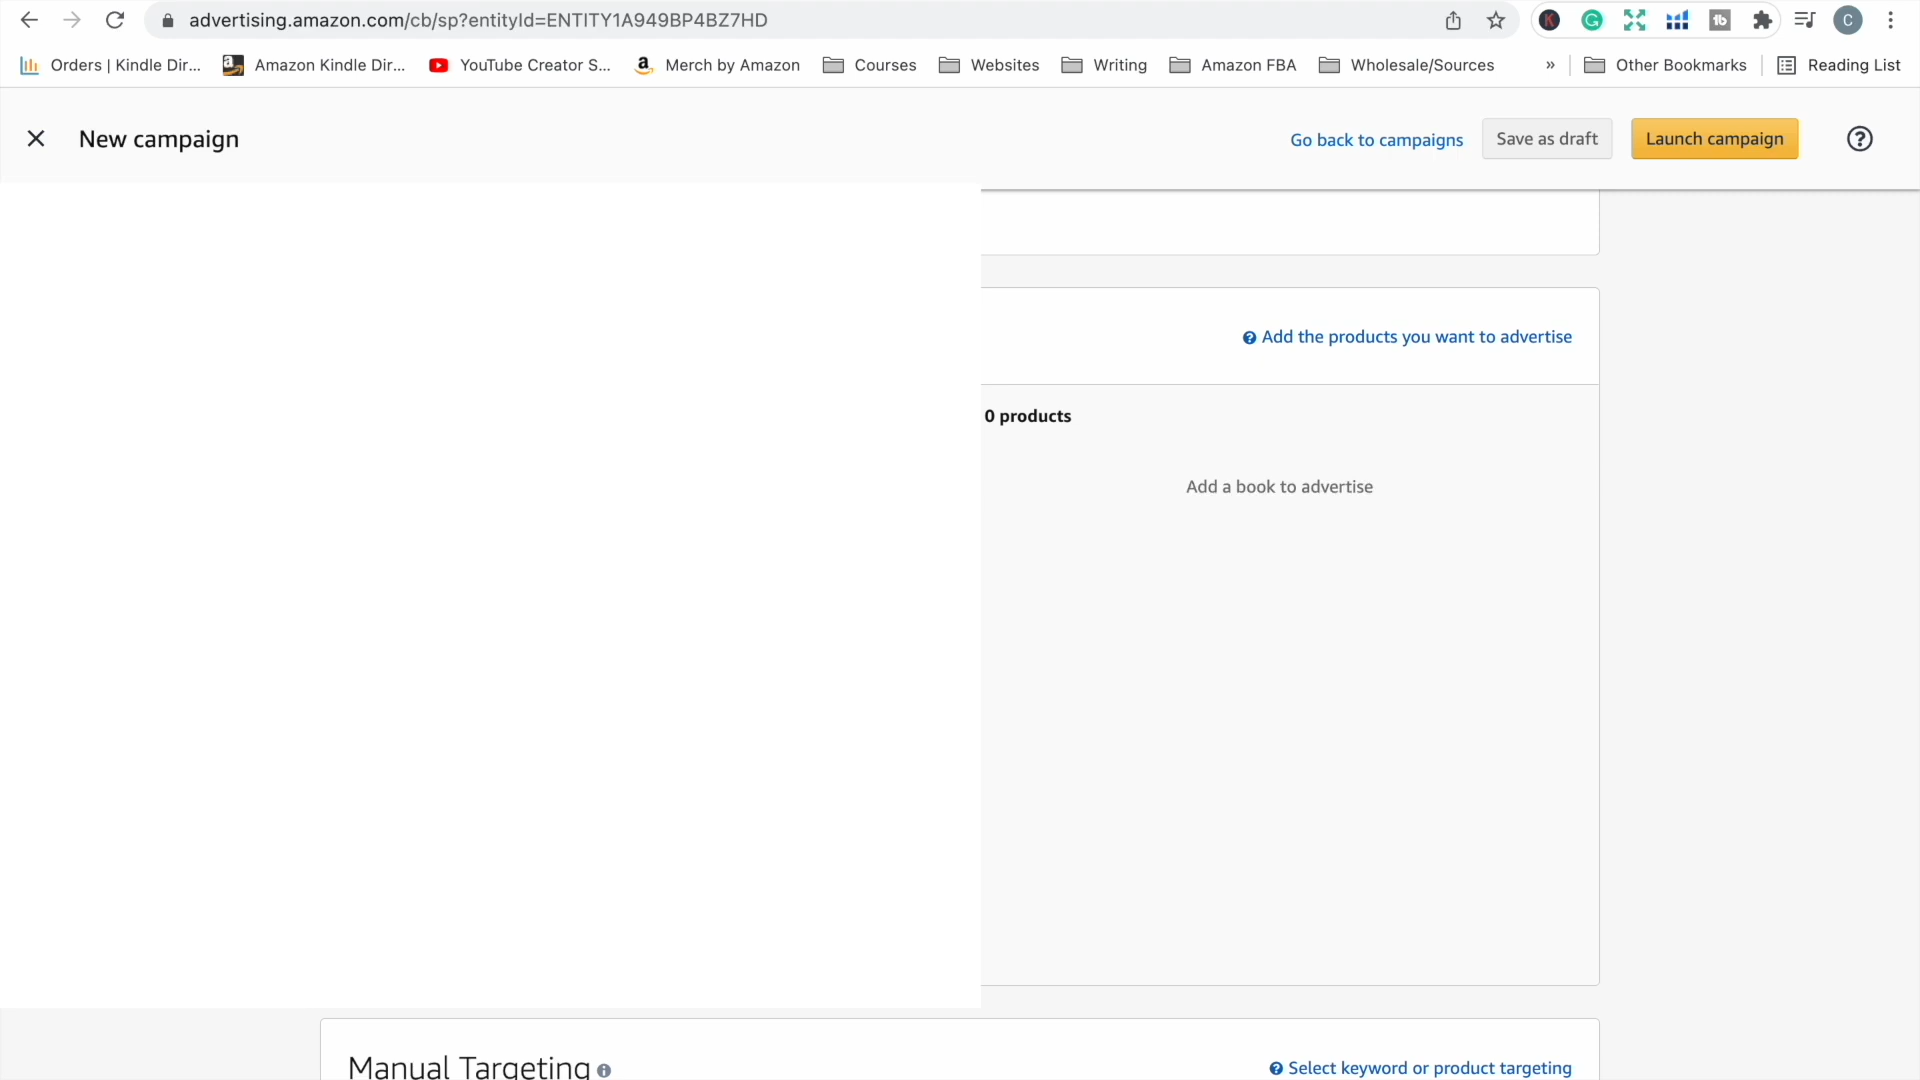 advertising.amazon.com/cb/sp?entityId=ENTITY1A949BP4BZ7HD
K G tb C
Orders | Kindle Dir... Amazon Kindle Dir... YouTube Creator S... Merch by Amazon Courses Websites Writing Amazon FBA Wholesale/Sources » Other Bookmarks Reading List
New campaign
Go back to campaigns Save as draft Launch campaign
Add the products you want to advertise
0 products
Add a book to advertise
Manual Targeting
Select keyword or product targeting